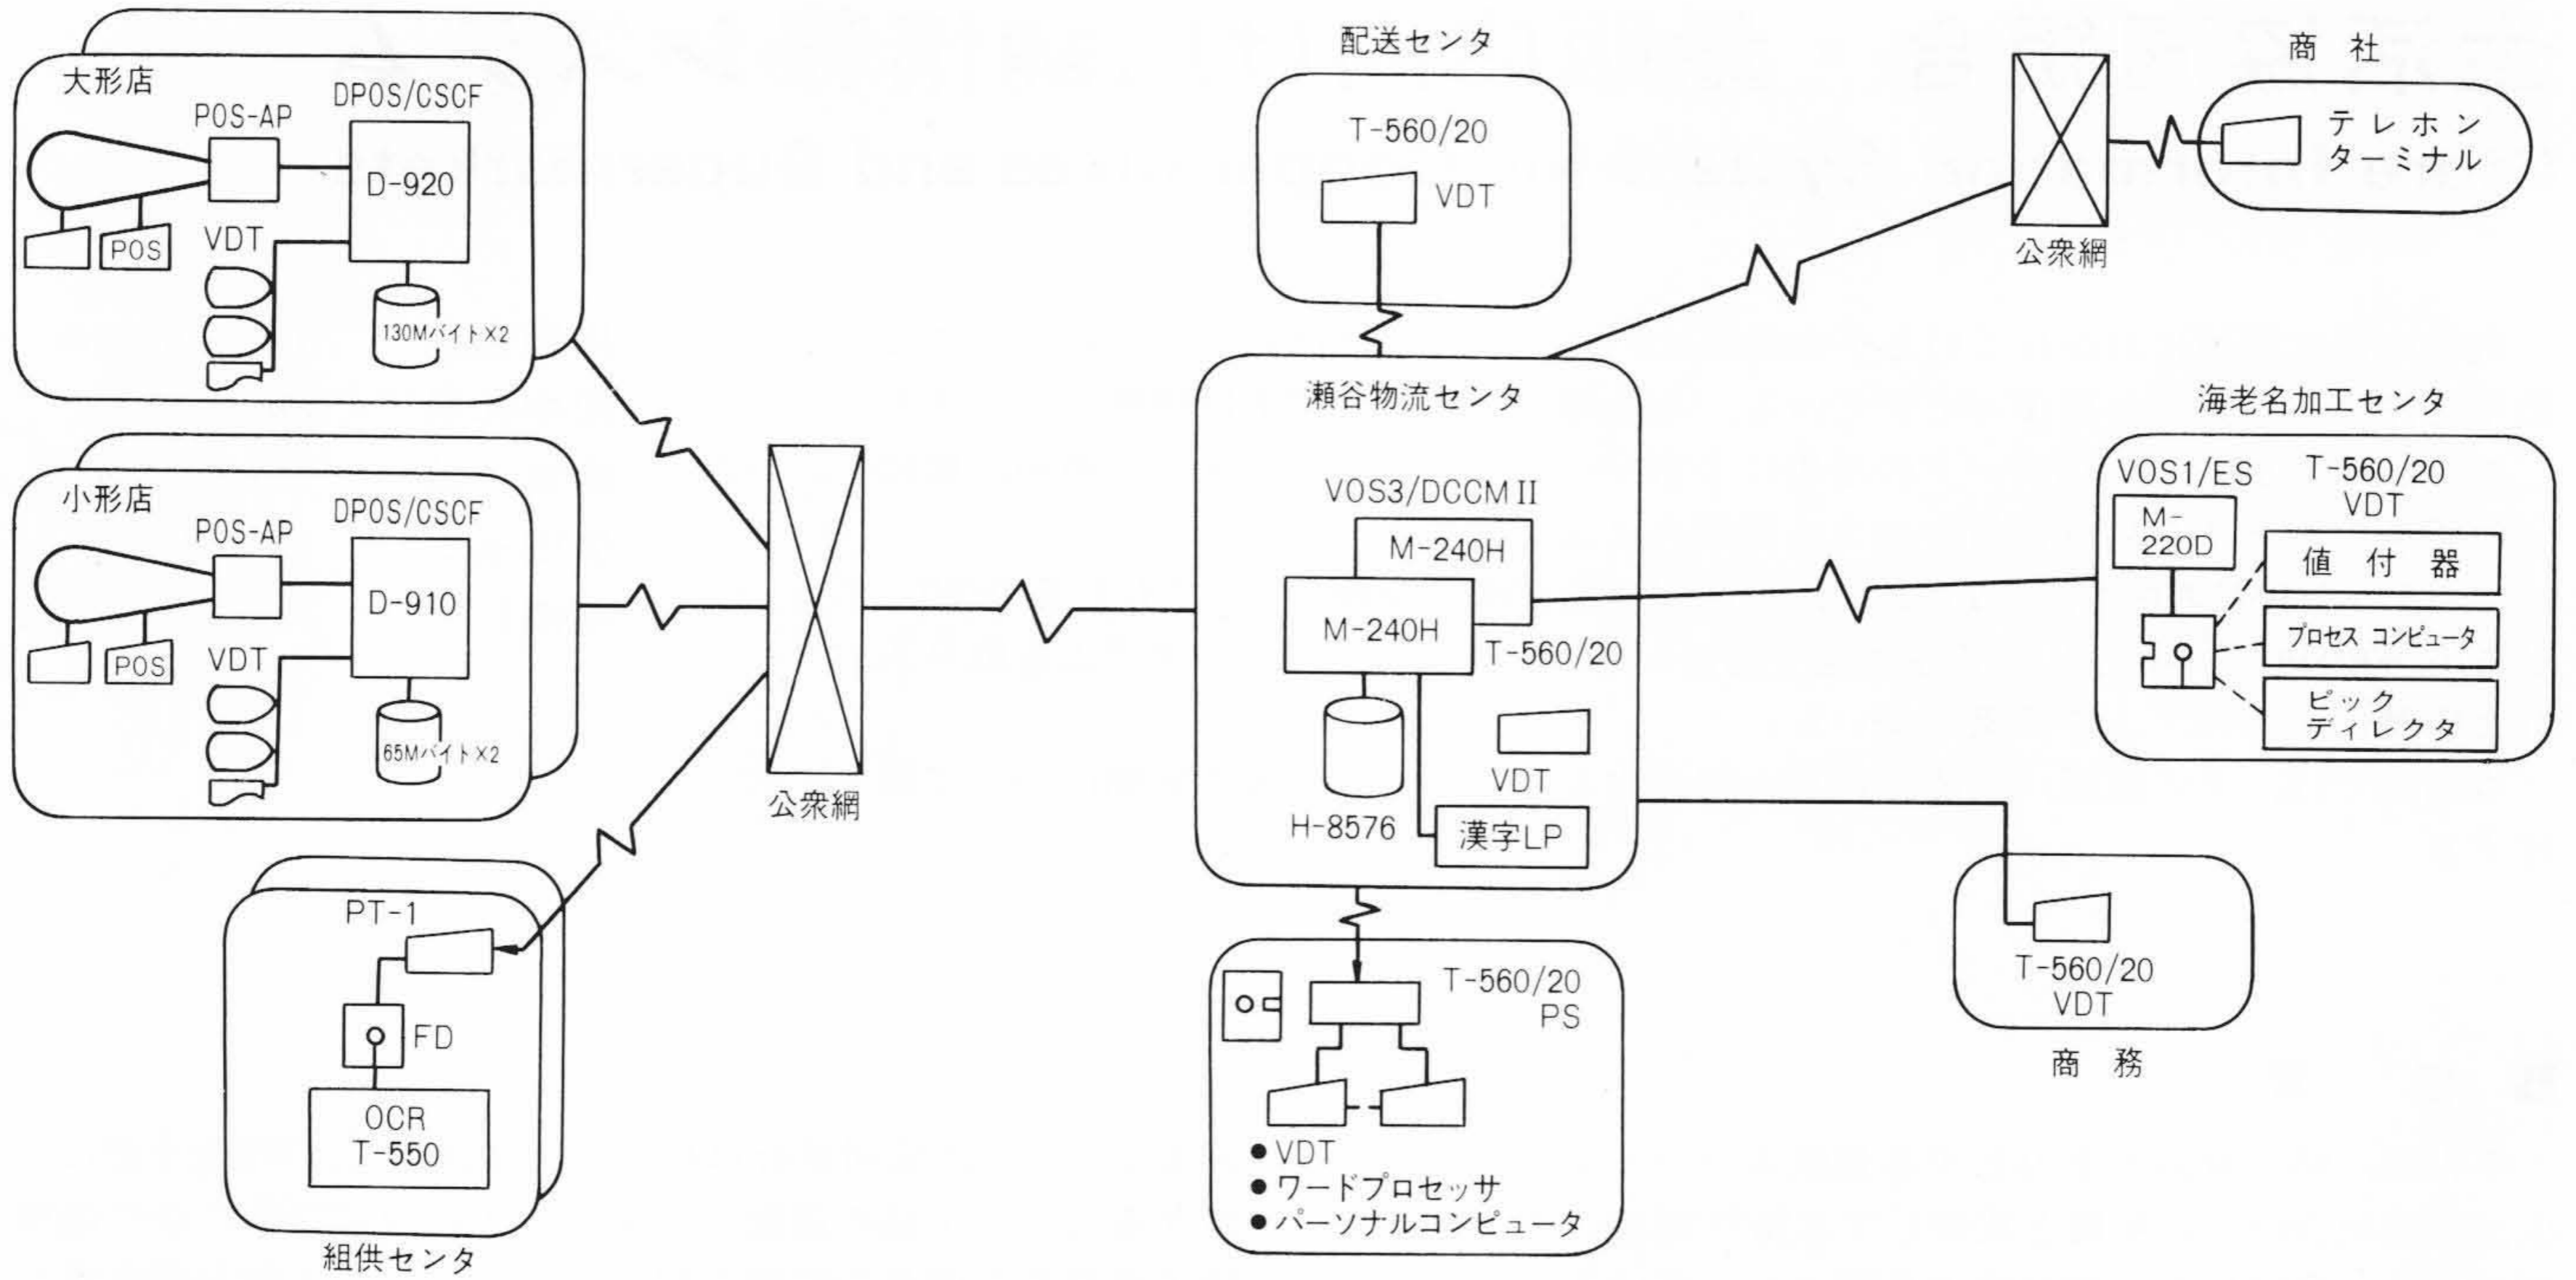 大形店
POS-AP
DPOS/CSCF
D-920
POS
VDT
130Mバイト×2
小形店
POS-AP
DPOS/CSCF
D-910
POS
VDT
65Mバイト×2
PT-1
FD
OCR
T-550
組供センタ
公衆網
配送センタ
T-560/20
VDT
瀬谷物流センタ
VOS3/DCCMⅡ
M-240H
M-240H
T-560/20
VDT
H-8576
漢字LP
T-560/20
PS
●VDT
●ワードプロセッサ
●パーソナルコンピュータ
公衆網
商 社
テレホン
ターミナル
海老名加工センタ
VOS1/ES
T-560/20
VDT
M-
220D
値 付 器
プロセス コンピュータ
ピック
ディレクタ
T-560/20
VDT
商 務